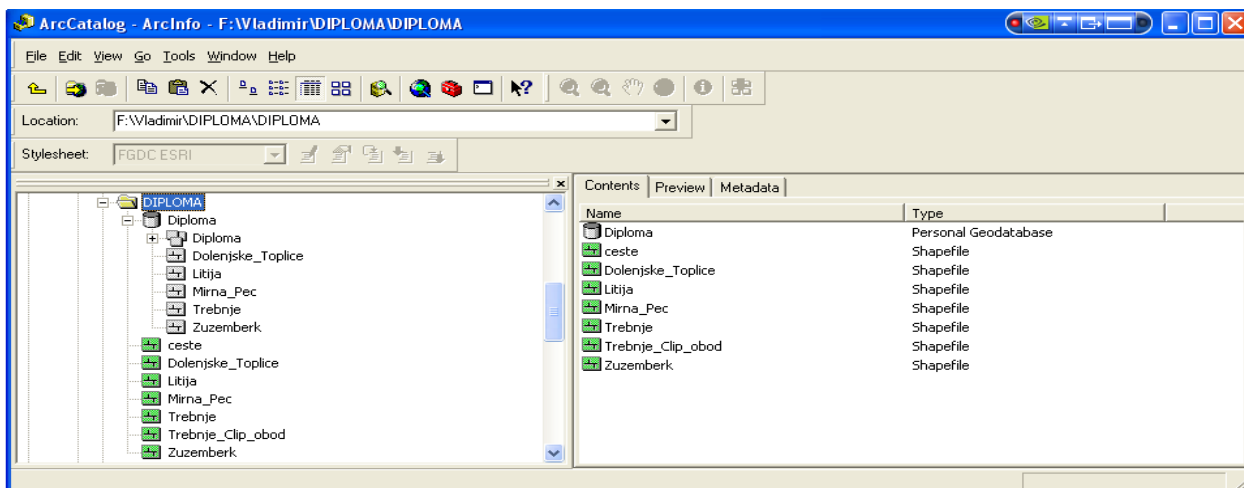 ArcCatalog - ArcInfo - F:\Vladimir\DIPLOMA\DIPLOMA
File Edit View Go Tools Window Help
Location: F:\Vladimir\DIPLOMA\DIPLOMA
Stylesheet: FGDC ESRI
DIPLOMA
Diploma
Diploma
Dolenjske_Toplice
Litija
Mirna_Pec
Trebnje
Zuzemberk
ceste
Dolenjske_Toplice
Litija
Mirna_Pec
Trebnje
Trebnje_Clip_obod
Zuzemberk
Contents Preview Metadata
Name Type
Diploma Personal Geodatabase
ceste Shapefile
Dolenjske_Toplice Shapefile
Litija Shapefile
Mirna_Pec Shapefile
Trebnje Shapefile
Trebnje_Clip_obod Shapefile
Zuzemberk Shapefile